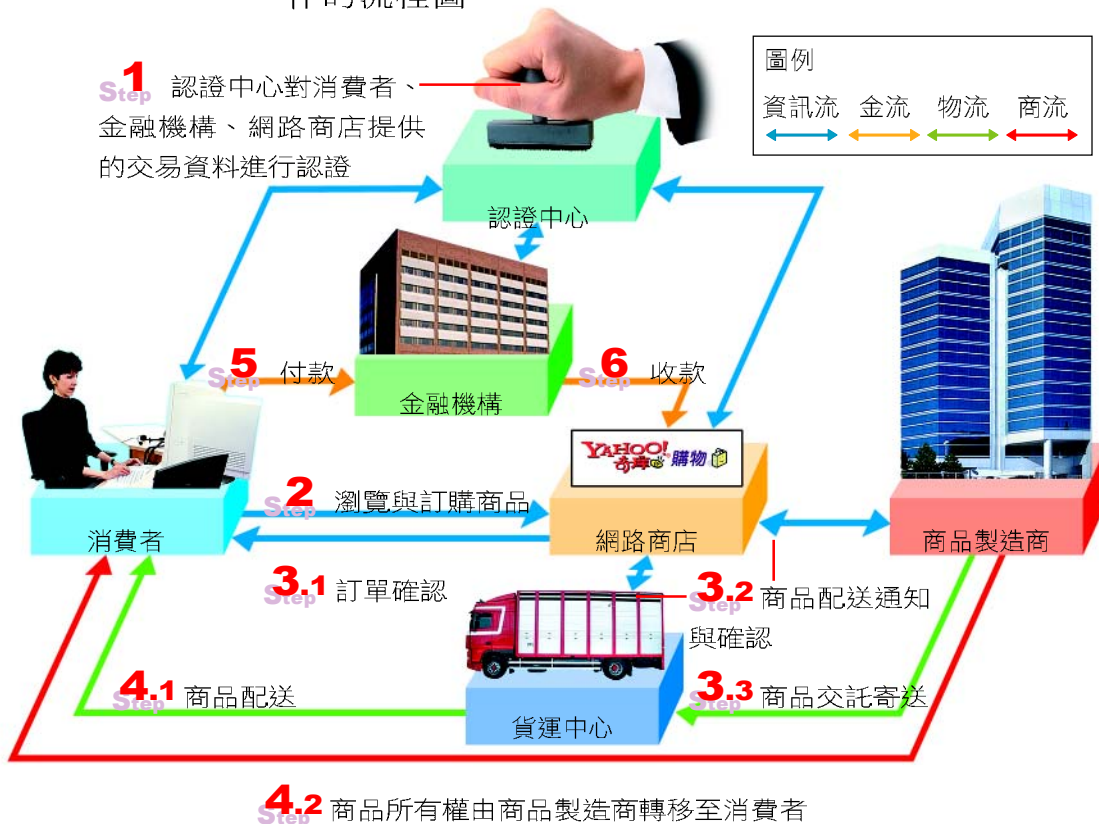 作的流程圖
Step 1 認證中心對消費者、
金融機構、網路商店提供
的交易資料進行認證
圖例
資訊流 金流 物流 商流
認證中心
Step 5 付款
Step 6 收款
金融機構
YAHOO!
奇摩 購物
Step 2 瀏覽與訂購商品
消費者
網路商店
商品製造商
Step 3.1 訂單確認
Step 3.2 商品配送通知
與確認
Step 4.1 商品配送
Step 3.3 商品交託寄送
貨運中心
Step 4.2 商品所有權由商品製造商轉移至消費者